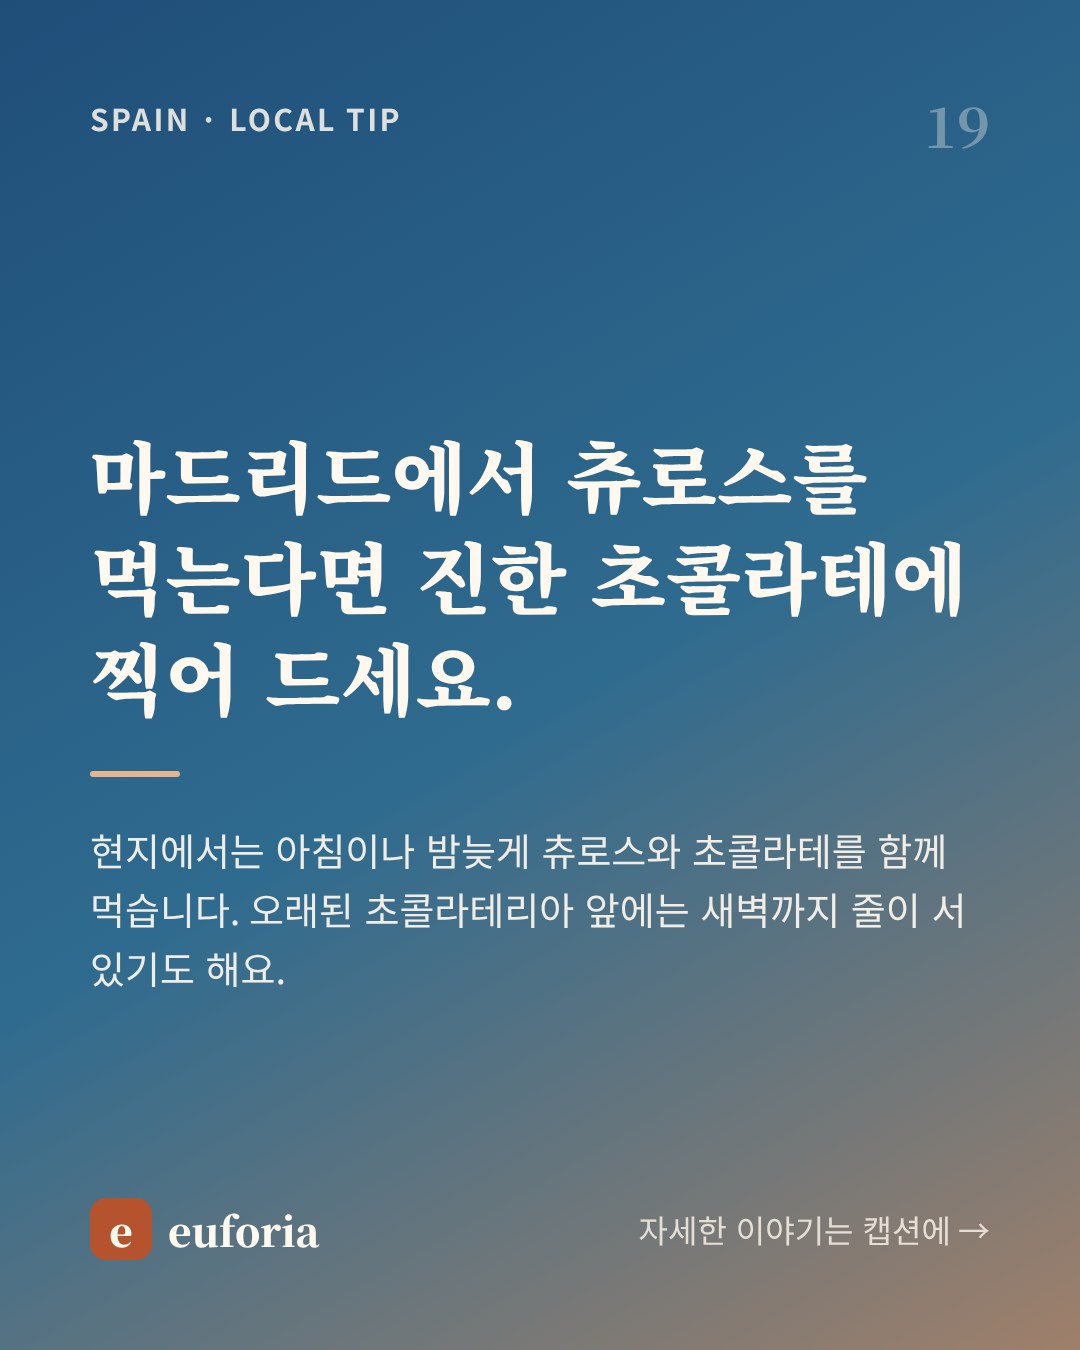 SPAIN · LOCAL TIP
19
마드리드에서 츄로스를
먹는다면 진한 초콜라테에
찍어 드세요.
현지에서는 아침이나 밤늦게 츄로스와 초콜라테를 함께
먹습니다. 오래된 초콜라테리아 앞에는 새벽까지 줄이 서
있기도 해요.
e euforia
자세한 이야기는 캡션에 →